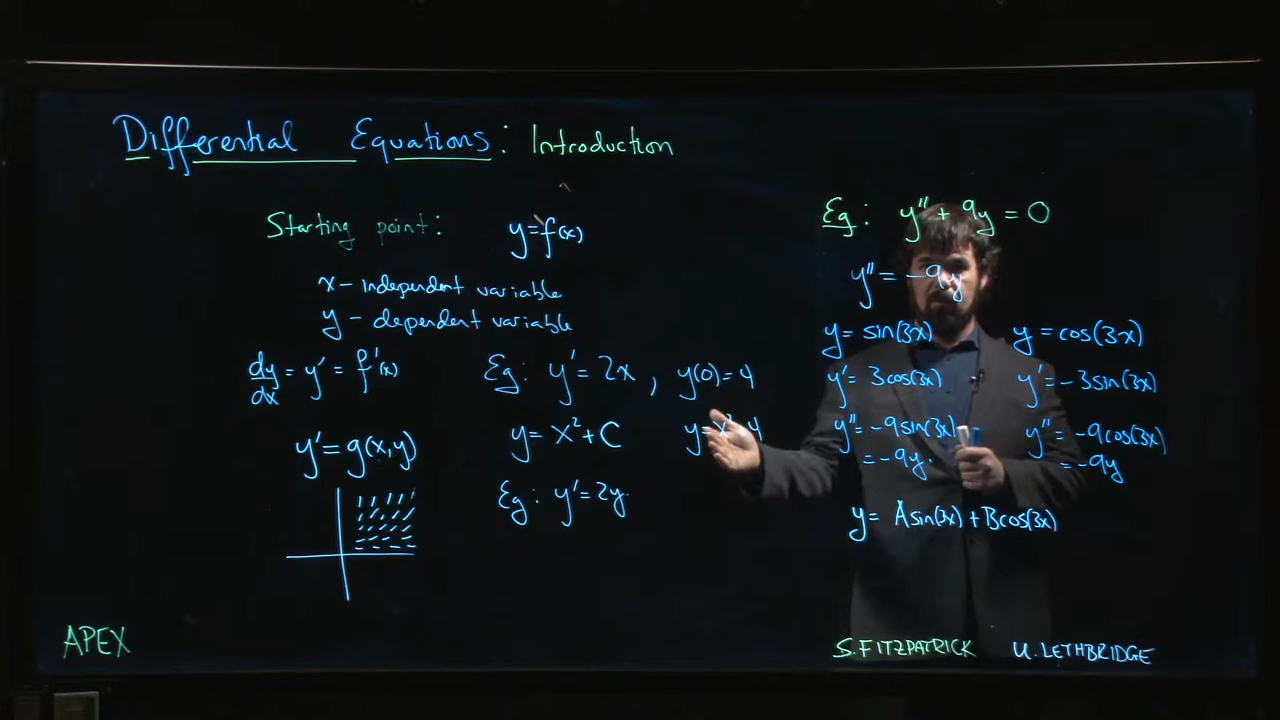 Differential Equations: Introduction
Starting point: y=f(x)
x - independent variable
y - dependent variable
dy/dx = y' = f'(x)
y' = g(x,y)
Eg: y' = 2x, y(0)=4
y= x²+C
Eg: y'=2y.
Eg: y''+ 9y = 0
y'' = -9y
y= sin(3x)
y'= 3cos(3x)
y''= -9sin(3x)
= -9y.
y = cos(3x)
y'= -3sin(3x)
y''= -9cos(3x)
= -9y
y= Asin(3x)+Bcos(3x)
APEX
S.FITZPATRICK U.LETHBRIDGE